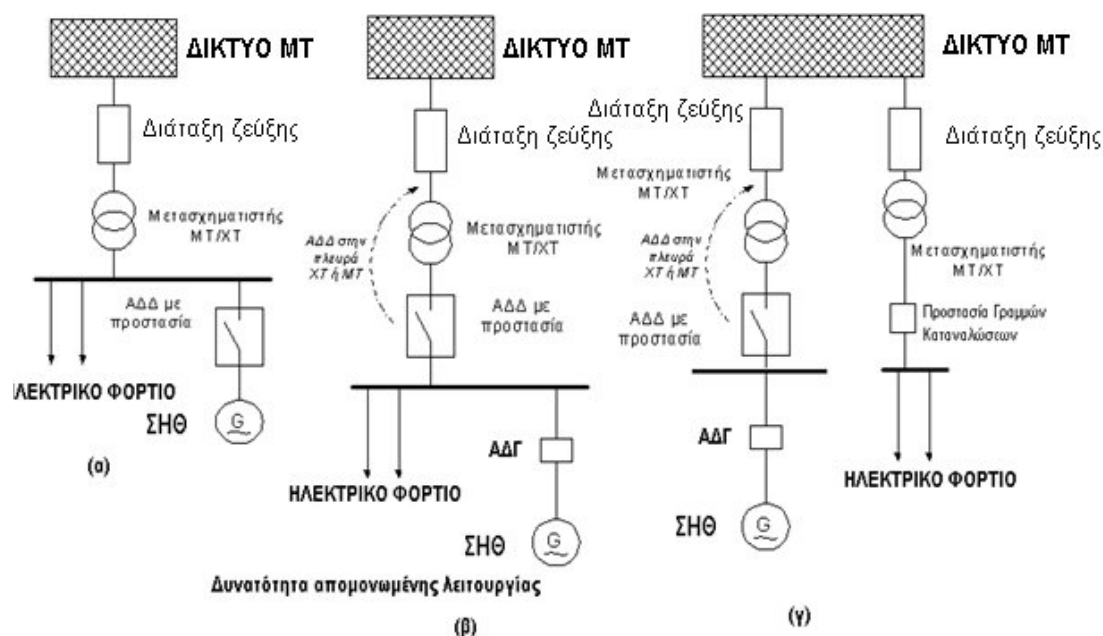 ΔΙΚΤΥΟ ΜΤ
Διάταξη ζεύξης
Μετασχηματιστής
ΜΤ/ΧΤ
ΑΔΔ με
προστασία
ΗΛΕΚΤΡΙΚΟ ΦΟΡΤΙΟ
ΣΗΘ
G
(α)
ΔΙΚΤΥΟ ΜΤ
Διάταξη ζεύξης
ΑΔΔ στην
πλευρά
ΧΤ ή ΜΤ
Μετασχηματιστής
ΜΤ/ΧΤ
ΑΔΔ με
προστασία
ΑΔΓ
ΗΛΕΚΤΡΙΚΟ ΦΟΡΤΙΟ
ΣΗΘ
G
Δυνατότητα απομονωμένης λειτουργίας
(β)
ΔΙΚΤΥΟ ΜΤ
Διάταξη ζεύξης
Μετασχηματιστής
ΜΤ/ΧΤ
ΑΔΔ στην
πλευρά
ΧΤ ή ΜΤ
ΑΔΔ με
προστασία
ΑΔΓ
ΣΗΘ
G
Διάταξη ζεύξης
Μετασχηματιστής
ΜΤ/ΧΤ
Προστασία Γραμμών
Καταναλώσεων
ΗΛΕΚΤΡΙΚΟ ΦΟΡΤΙΟ
(γ)